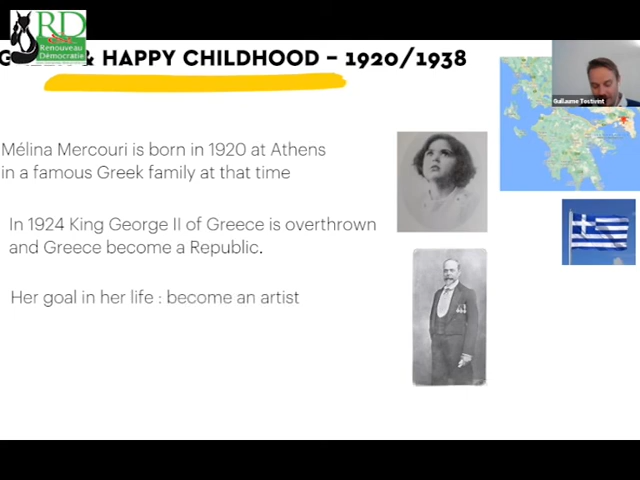 RD
Renouveau
Démocratie
& HAPPY CHILDHOOD – 1920/1938
Guillaume Tostivint
Mélina Mercouri is born in 1920 at Athens
in a famous Greek family at that time
In 1924 King George II of Greece is overthrown
and Greece become a Republic.
Her goal in her life : become an artist